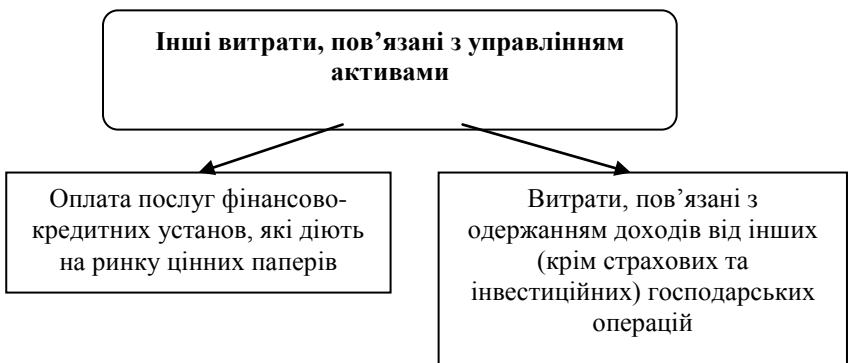 Інші витрати, пов’язані з управлінням
активами
Оплата послуг фінансово-
кредитних установ, які діють
на ринку цінних паперів
Витрати, пов’язані з
одержанням доходів від інших
(крім страхових та
інвестиційних) господарських
операцій